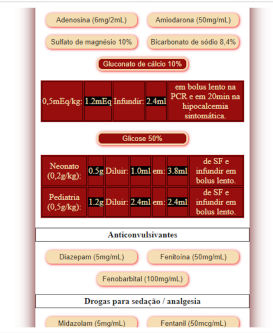 Adenosina (6mg/2mL) Amiodarona (50mg/mL)
Sulfato de magnésio 10% Bicarbonato de sódio 8,4%
Gluconato de cálcio 10%
0,5mEq/kg: 1.2mEq Infundir: 2.4ml em bolus lento na PCR e em 20min na hipocalcemia sintomática.
Glicose 50%
Neonato (0,2g/kg): 0.5g Diluir: 1.0ml em: 3.8ml de SF e infundir em bolus lento.
Pediatria (0,5g/kg): 1.2g Diluir: 2.4ml em: 2.4ml de SF e infundir em bolus lento.
Anticonvulsivantes
Diazepam (5mg/mL) Fenitoína (50mg/mL)
Fenobarbital (100mg/mL)
Drogas para sedação / analgesia
Midazolam (5mg/mL) Fentanil (50mcg/mL)